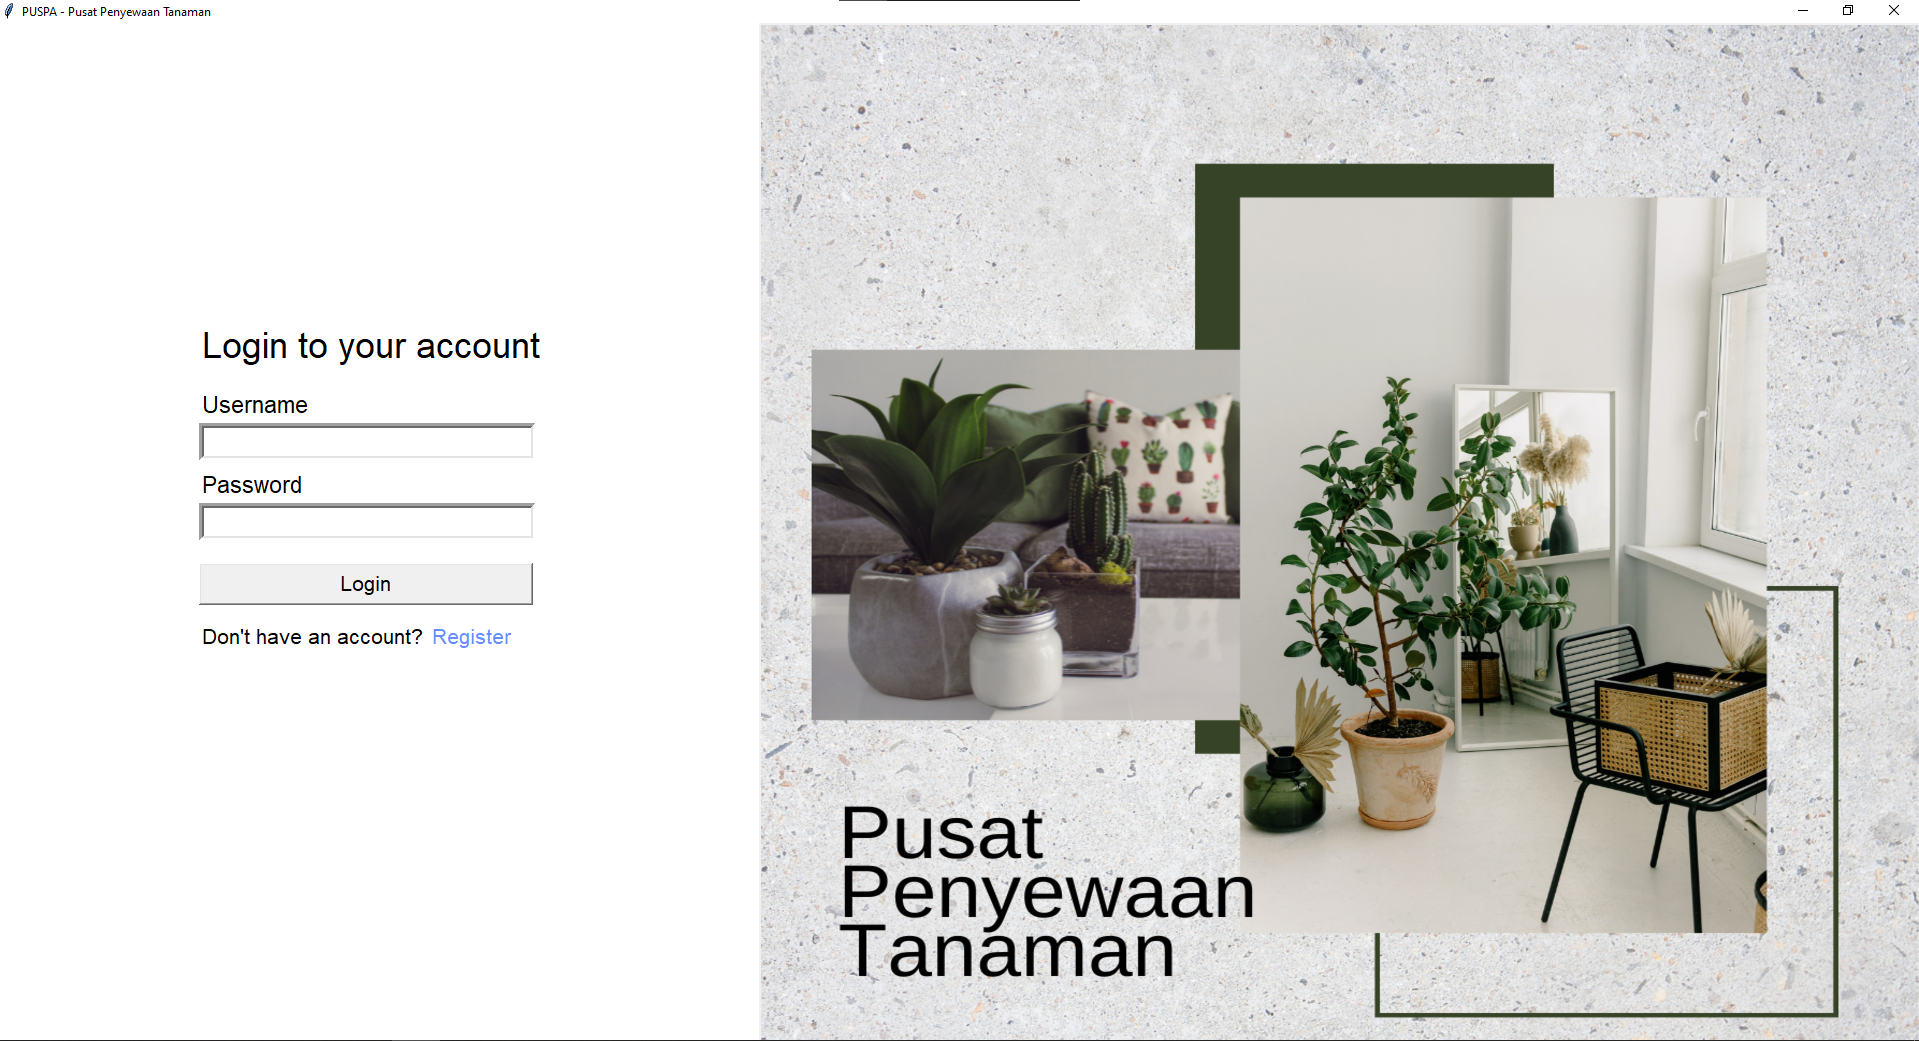 PUSPA - Pusat Penyewaan Tanaman
Login to your account
Username
Password
Login
Don't have an account? Register
Pusat
Penyewaan
Tanaman